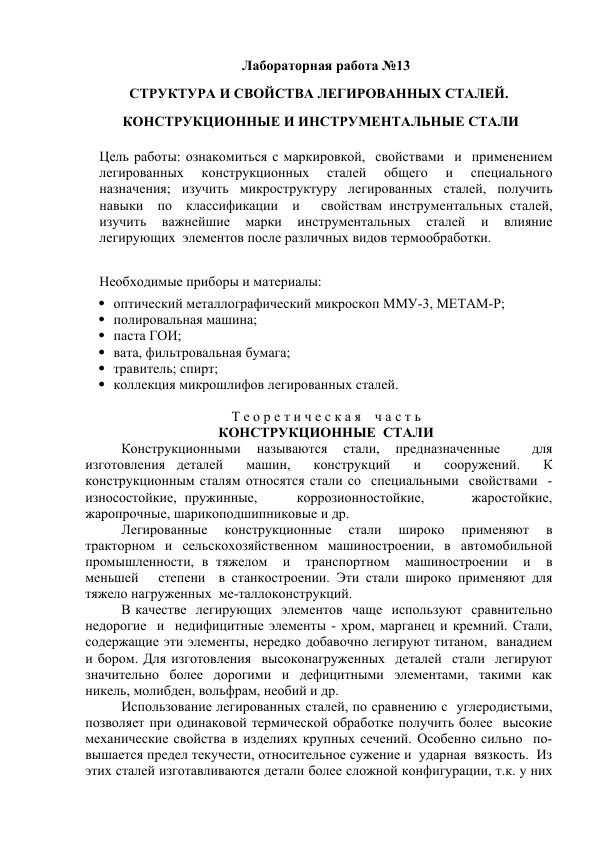 Лабораторная работа №13
СТРУКТУРА И СВОЙСТВА ЛЕГИРОВАННЫХ СТАЛЕЙ.
КОНСТРУКЦИОННЫЕ И ИНСТРУМЕНТАЛЬНЫЕ СТАЛИ
Цель работы: ознакомиться с маркировкой, свойствами и применением
легированных конструкционных сталей общего и специального
назначения; изучить микроструктуру легированных сталей, получить
навыки по классификации и свойствам инструментальных сталей,
изучить важнейшие марки инструментальных сталей и влияние
легирующих элементов после различных видов термообработки.
Необходимые приборы и материалы:
• оптический металлографический микроскоп ММУ-3, МЕТАМ-Р;
• полировальная машина;
• паста ГОИ;
• вата, фильтровальная бумага;
• травитель; спирт;
• коллекция микрошлифов легированных сталей.
Т е о р е т и ч е с к а я   ч а с т ь
КОНСТРУКЦИОННЫЕ СТАЛИ
Конструкционными называются стали, предназначенные для
изготовления деталей машин, конструкций и сооружений. К
конструкционным сталям относятся стали со специальными свойствами -
износостойкие, пружинные, коррозионностойкие, жаростойкие,
жаропрочные, шарикоподшипниковые и др.
Легированные конструкционные стали широко применяют в
тракторном и сельскохозяйственном машиностроении, в автомобильной
промышленности, в тяжелом и транспортном машиностроении и в
меньшей степени в станкостроении. Эти стали широко применяют для
тяжело нагруженных ме-таллоконструкций.
В качестве легирующих элементов чаще используют сравнительно
недорогие и недифицитные элементы - хром, марганец и кремний. Стали,
содержащие эти элементы, нередко добавочно легируют титаном, ванадием
и бором. Для изготовления высоконагруженных деталей стали легируют
значительно более дорогими и дефицитными элементами, такими как
никель, молибден, вольфрам, необий и др.
Использование легированных сталей, по сравнению с углеродистыми,
позволяет при одинаковой термической обработке получить более высокие
механические свойства в изделиях крупных сечений. Особенно сильно по-
вышается предел текучести, относительное сужение и ударная вязкость. Из
этих сталей изготавливаются детали более сложной конфигурации, т.к. у них